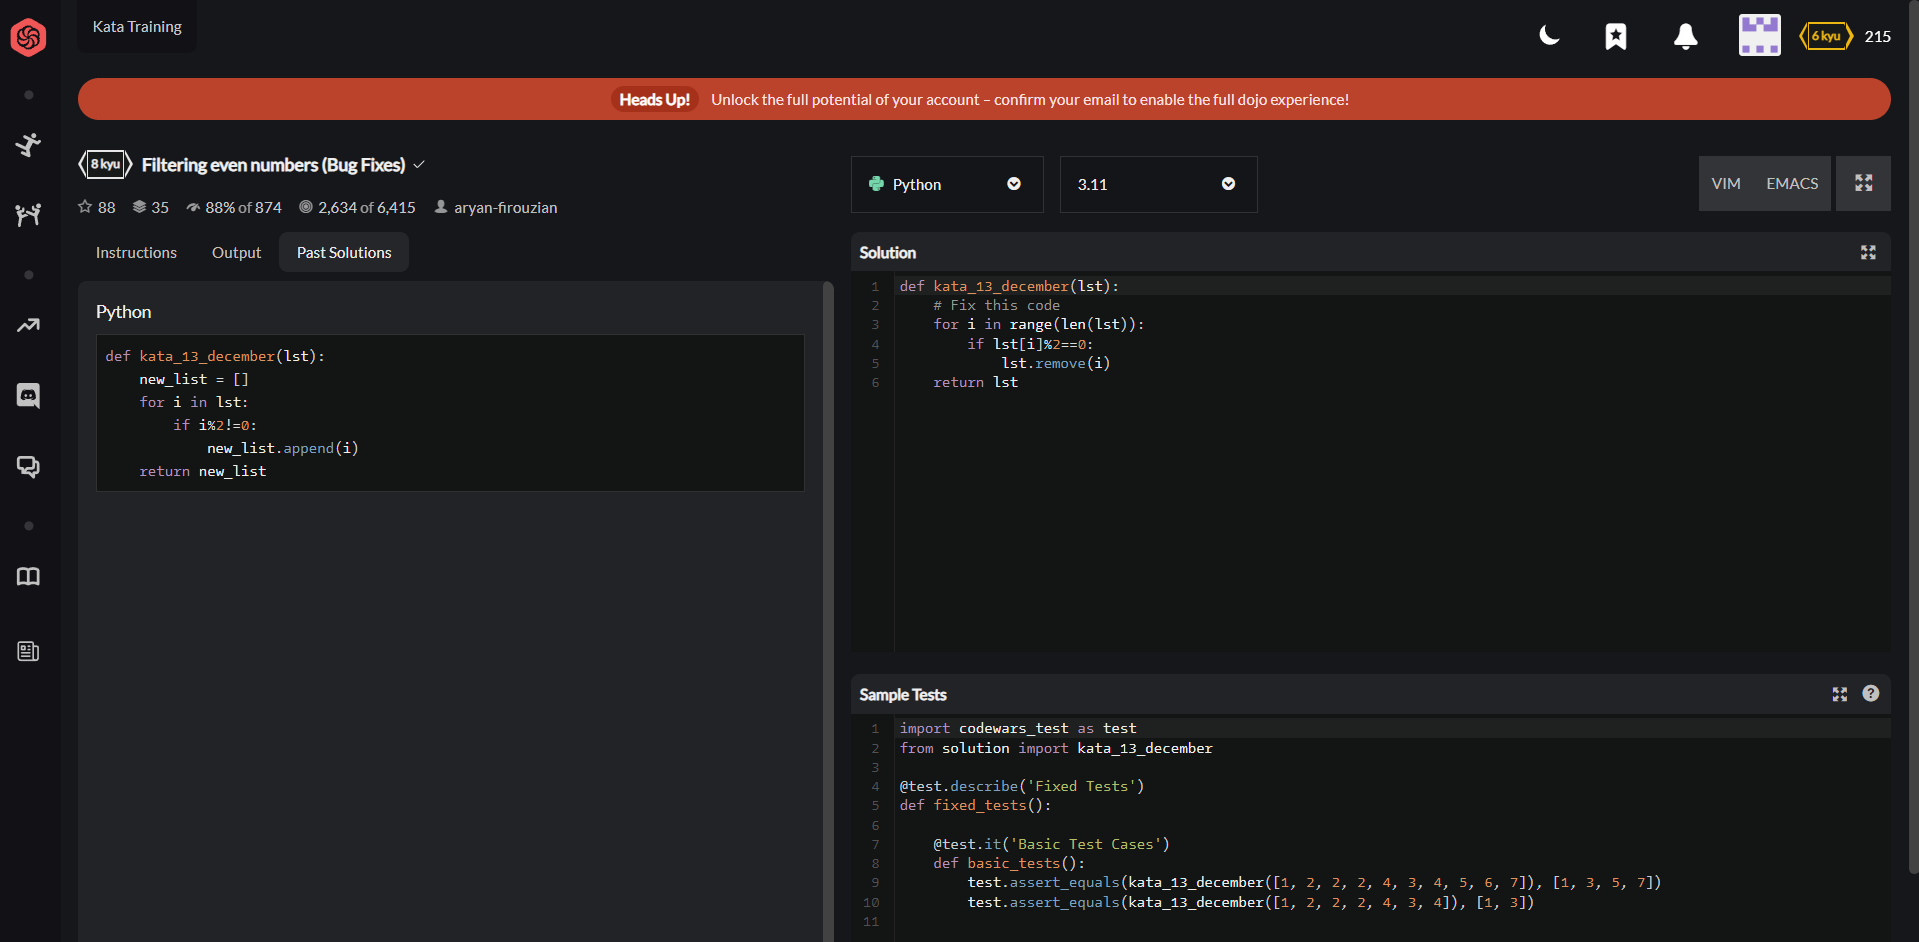 Kata Training
6 kyu 215
Heads Up! Unlock the full potential of your account – confirm your email to enable the full dojo experience!
8 kyu Filtering even numbers (Bug Fixes)
88 35 88% of 874 2,634 of 6,415 aryan-firouzian
Instructions Output Past Solutions
Python
def kata_13_december(lst):
    new_list = []
    for i in lst:
        if i%2!=0:
            new_list.append(i)
    return new_list
Python 3.11 VIM EMACS
Solution
1 def kata_13_december(lst):
2     # Fix this code
3     for i in range(len(lst)):
4         if lst[i]%2==0:
5             lst.remove(i)
6     return lst
Sample Tests ?
1 import codewars_test as test
2 from solution import kata_13_december
3
4 @test.describe('Fixed Tests')
5 def fixed_tests():
6
7     @test.it('Basic Test Cases')
8     def basic_tests():
9         test.assert_equals(kata_13_december([1, 2, 2, 2, 4, 3, 4, 5, 6, 7]), [1, 3, 5, 7])
10         test.assert_equals(kata_13_december([1, 2, 2, 2, 4, 3, 4]), [1, 3])
11